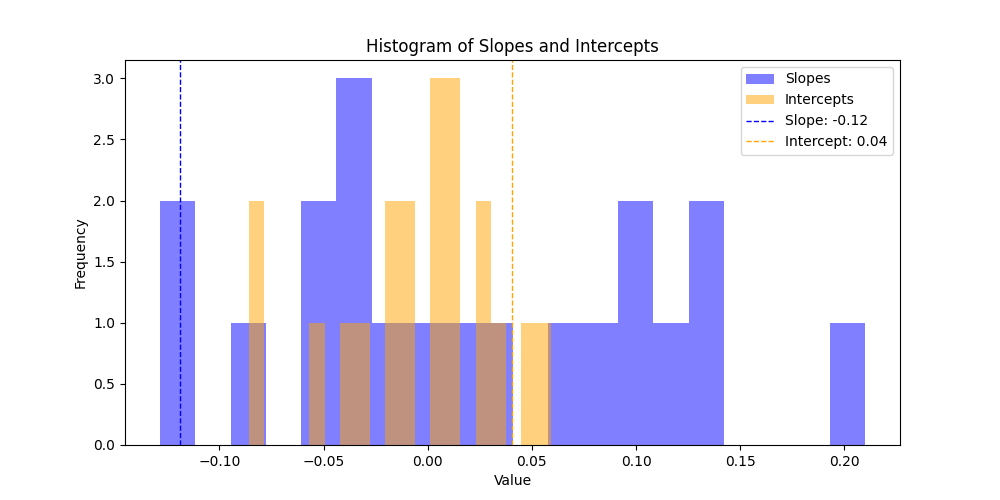 Histogram of Slopes and Intercepts
Frequency
3.0
2.5
2.0
1.5
1.0
0.5
0.0
Slopes
Intercepts
Slope: -0.12
Intercept: 0.04
−0.10 −0.05 0.00 0.05 0.10 0.15 0.20
Value